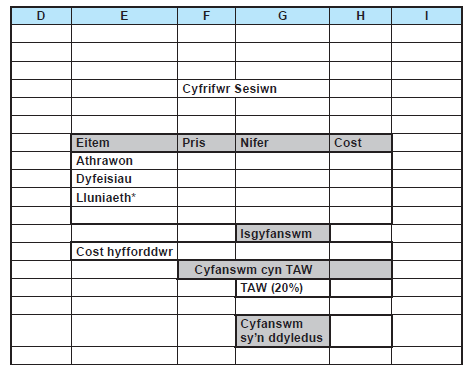 D E F G H I
Cyfrifwr Sesiwn
Eitem Pris Nifer Cost
Athrawon
Dyfeisiau
Lluniaeth*
Isgyfanswm
Cost hyfforddwr
Cyfanswm cyn TAW
TAW (20%)
Cyfanswm
sy'n ddyledus